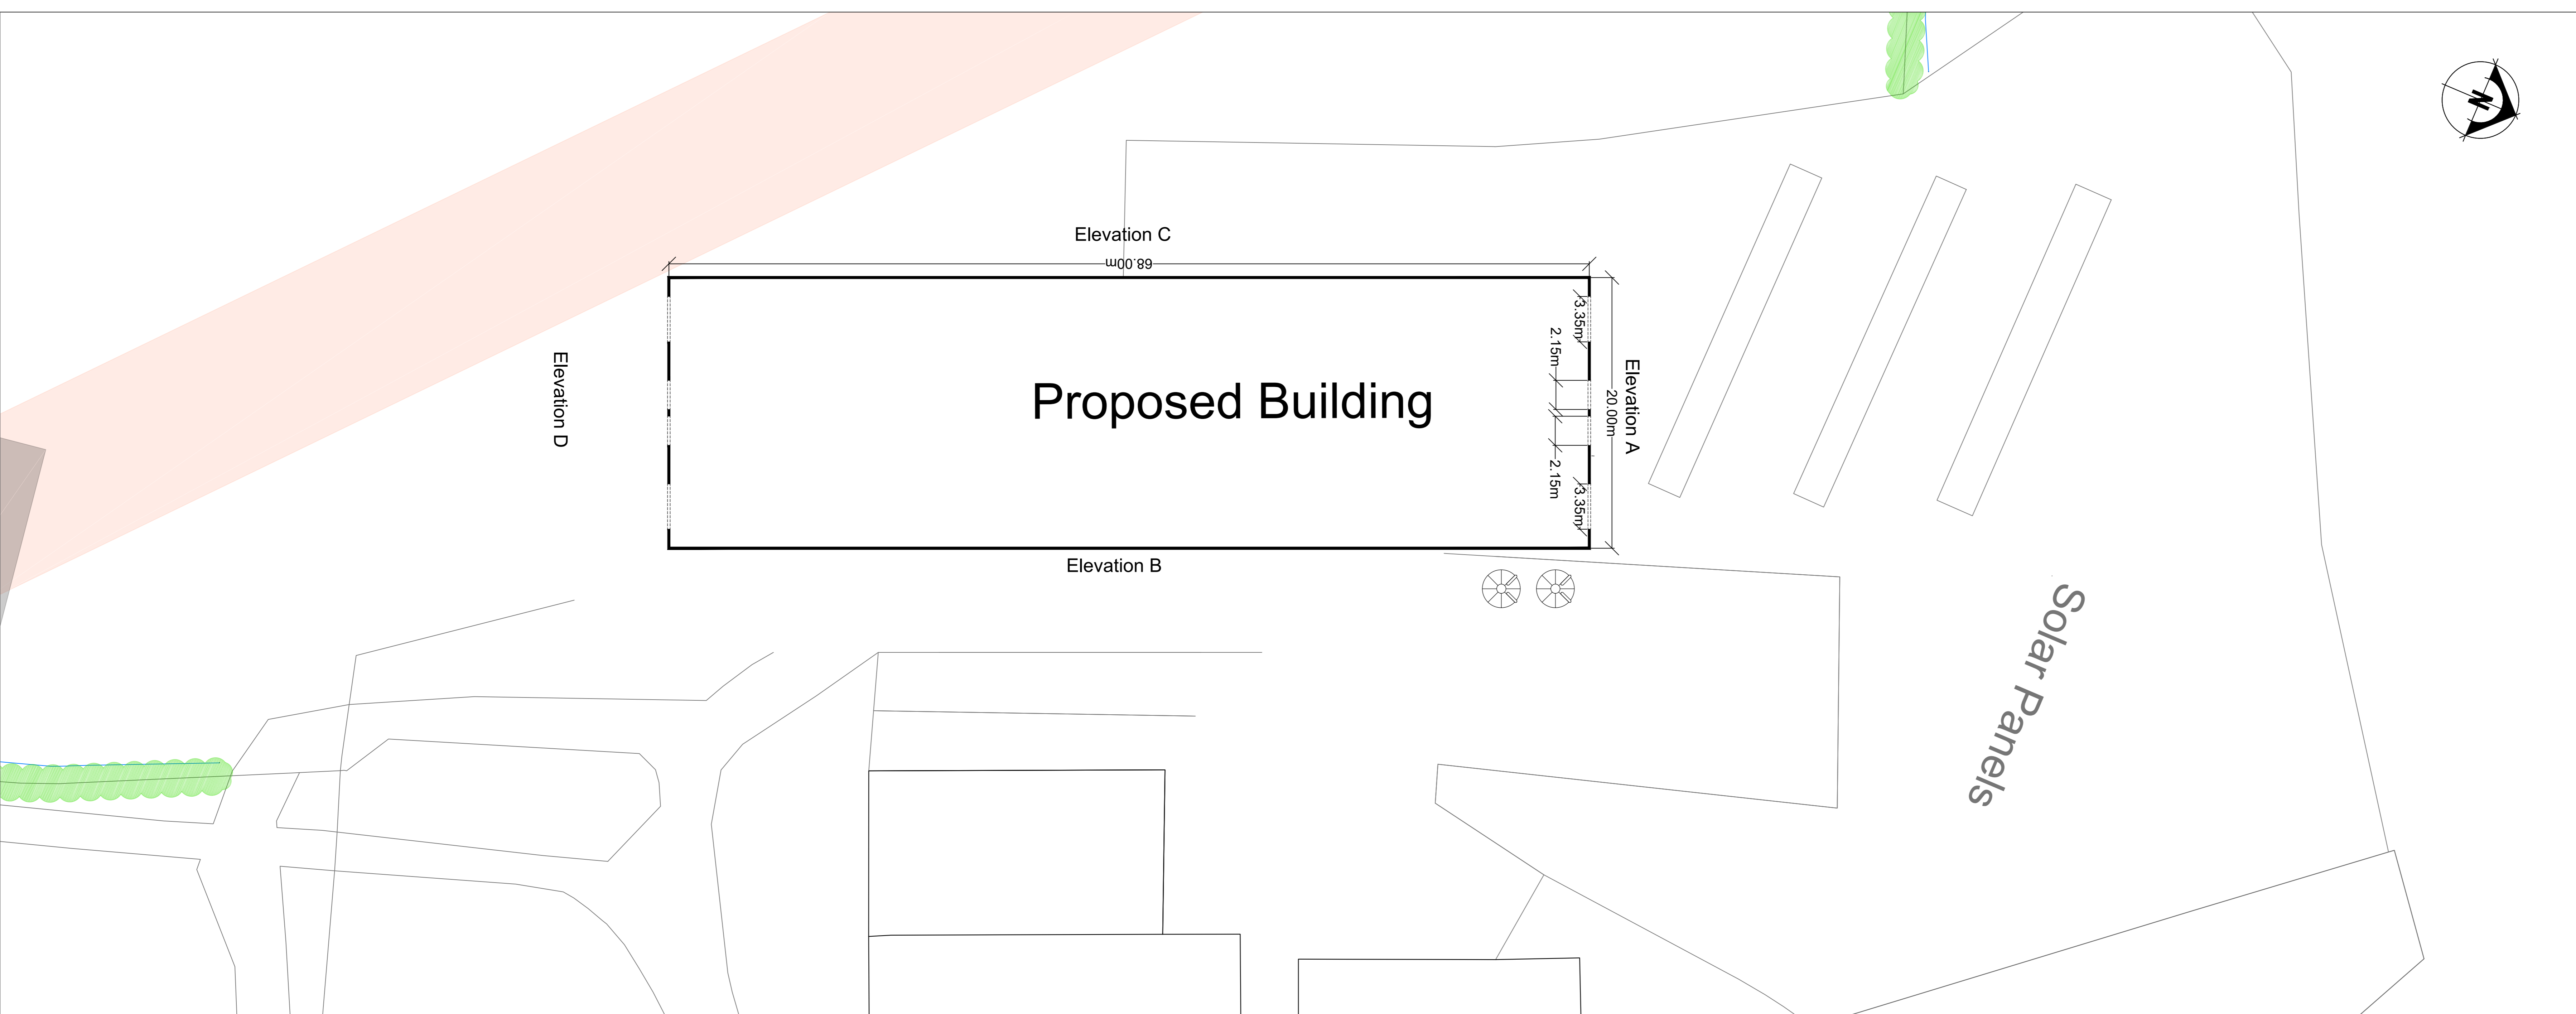 N
Elevation C
68.00m
3.35m
2.15m
Elevation D
Elevation A
Proposed Building
20.00m
2.15m
3.35m
Elevation B
Solar Panels